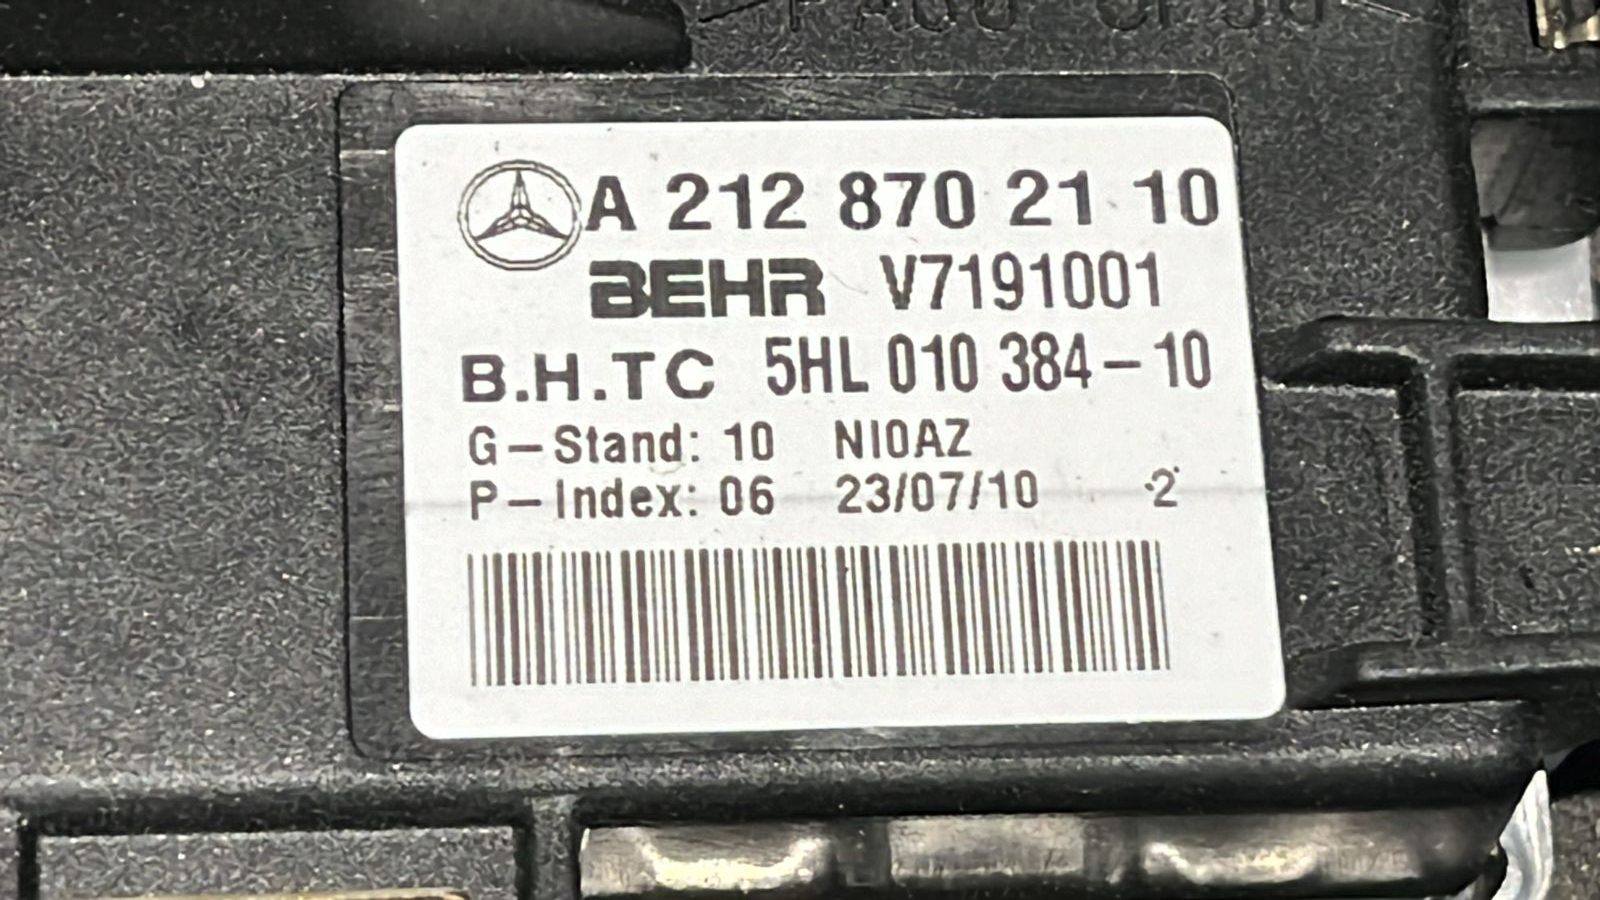 A 212 870 21 10
BEHR V7191001
B.H.TC 5HL 010 384-10
G-Stand: 10 NI0AZ
P-Index: 06 23/07/10 2